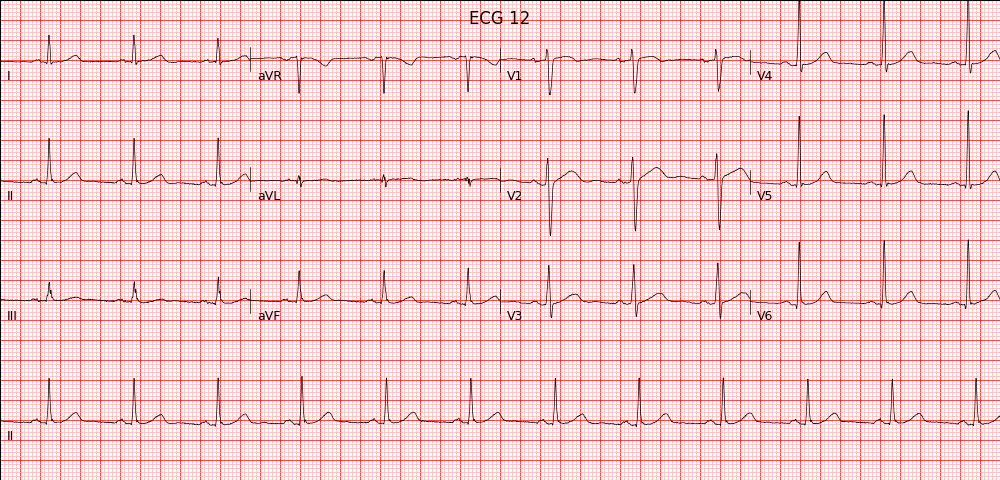 ECG 12
I aVR V1 V4
II aVL V2 V5
III aVF V3 V6
II